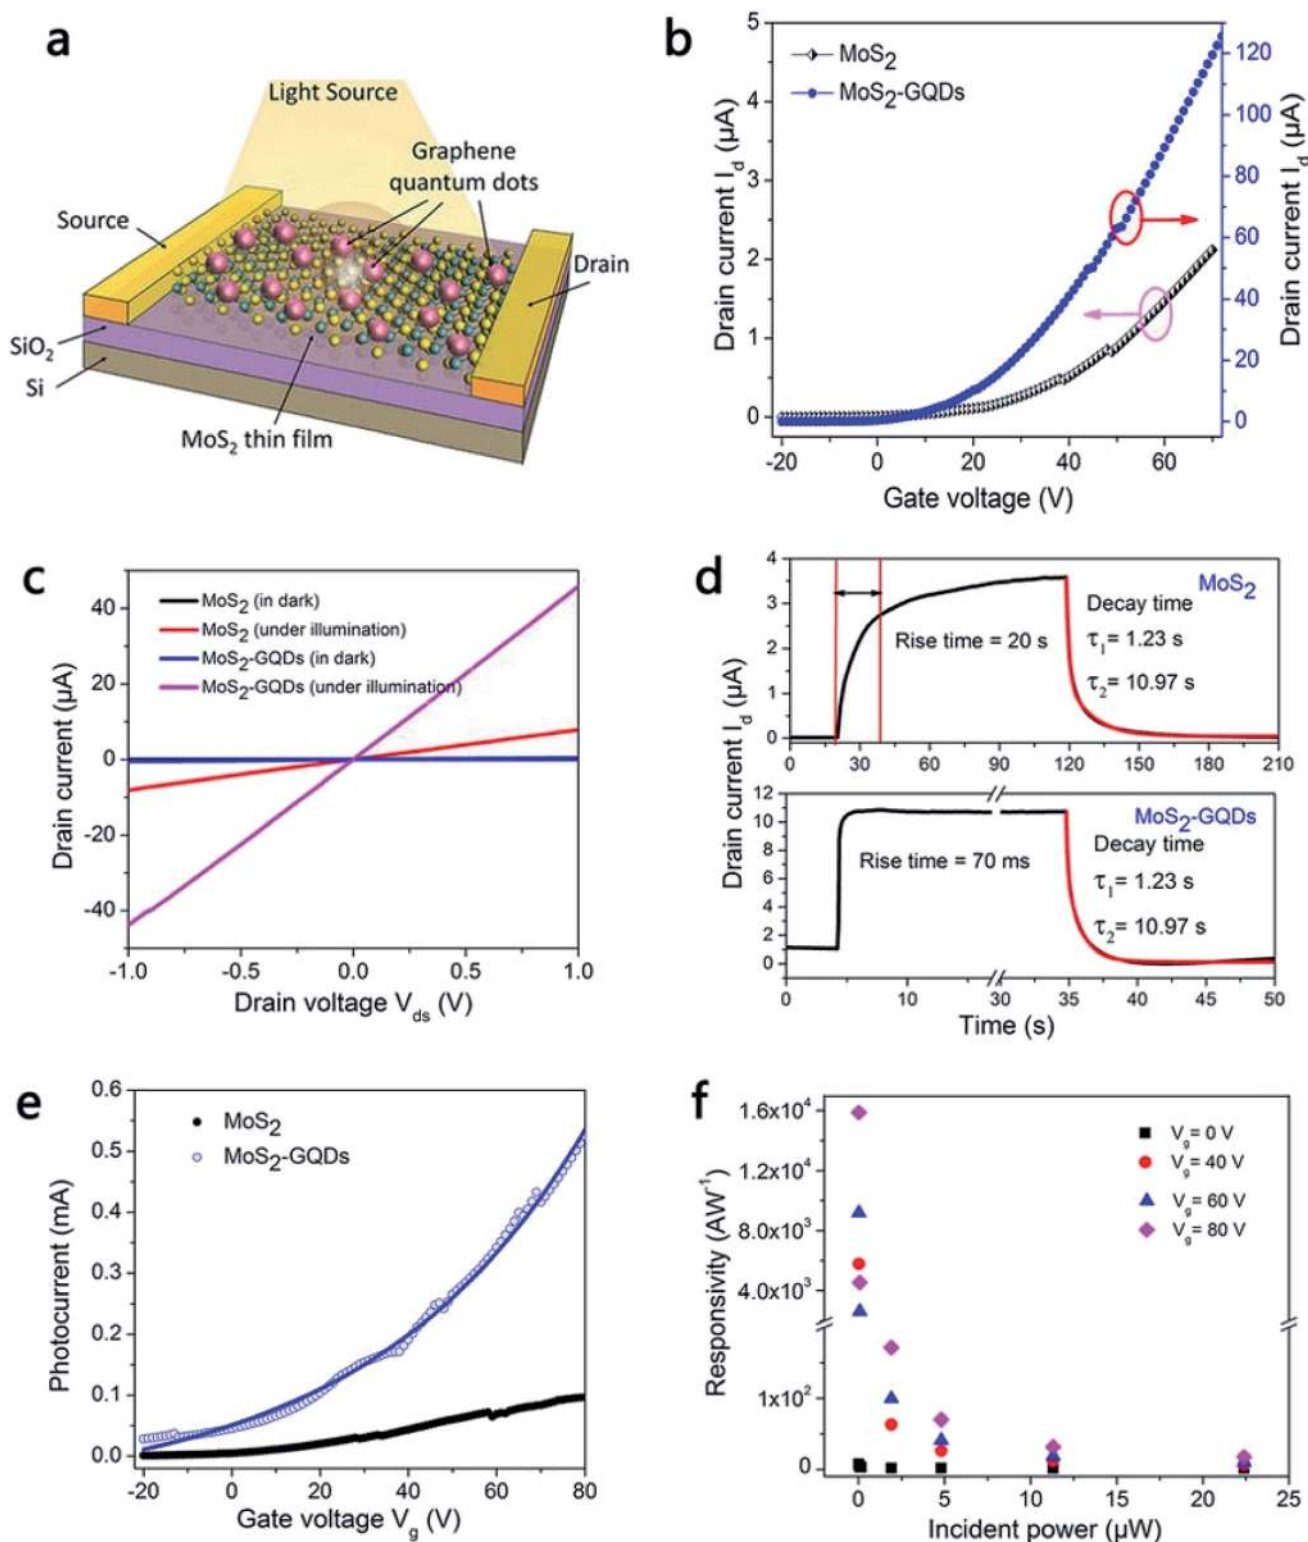 a
Light Source
Graphene
quantum dots
Source
Drain
SiO2
Si
MoS2 thin film
b
MoS2
MoS2-GQDs
Drain current Id (µA)
5
4
3
2
1
0
Drain current Id (µA)
120
100
80
60
40
20
0
-20 0 20 40 60
Gate voltage (V)
c
MoS2 (in dark)
MoS2 (under illumination)
MoS2-GQDs (in dark)
MoS2-GQDs (under illumination)
Drain current (µA)
40
20
0
-20
-40
-1.0 -0.5 0.0 0.5 1.0
Drain voltage Vds (V)
d
Drain current Id (µA)
4
3
2
1
0
MoS2
Decay time
τ1= 1.23 s
τ2= 10.97 s
Rise time = 20 s
0 30 60 90 120 150 180 210
12
10
8
6
4
2
0
MoS2-GQDs
Decay time
τ1= 1.23 s
τ2= 10.97 s
Rise time = 70 ms
0 10 30 35 40 45 50
Time (s)
e
MoS2
MoS2-GQDs
Photocurrent (mA)
0.6
0.5
0.4
0.3
0.2
0.1
0.0
-20 0 20 40 60 80
Gate voltage Vg (V)
f
Vg= 0 V
Vg= 40 V
Vg= 60 V
Vg= 80 V
Responsivity (AW-1)
1.6x10^4
1.2x10^4
8.0x10^3
4.0x10^3
1x10^2
0
0 5 10 15 20 25
Incident power (µW)